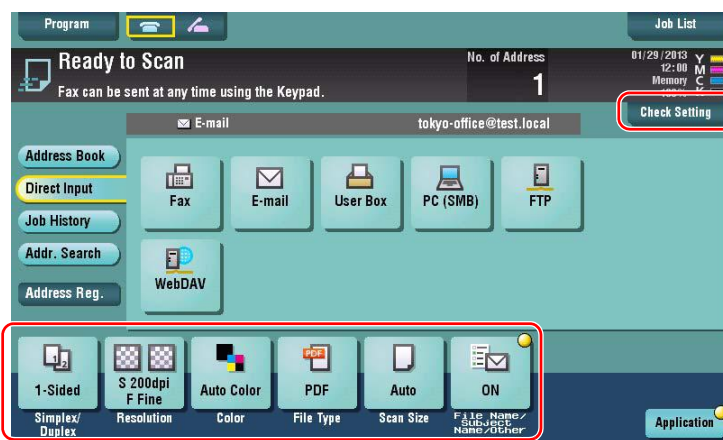 Program
Job List
Ready to Scan
No. of Address
1
01/29/2013
12:00
Memory
100%
Y
M
C
K
Fax can be sent at any time using the Keypad.
Check Setting
E-mail
tokyo-office@test.local
Address Book
Direct Input
Job History
Addr. Search
Address Reg.
Fax
E-mail
User Box
PC (SMB)
FTP
WebDAV
1 2
1-Sided
S 200dpi
F Fine
Auto Color
PDF
PDF
Auto
ON
Simplex/
Duplex
Resolution
Color
File Type
Scan Size
File Name/
Subject
Name/Other
Application